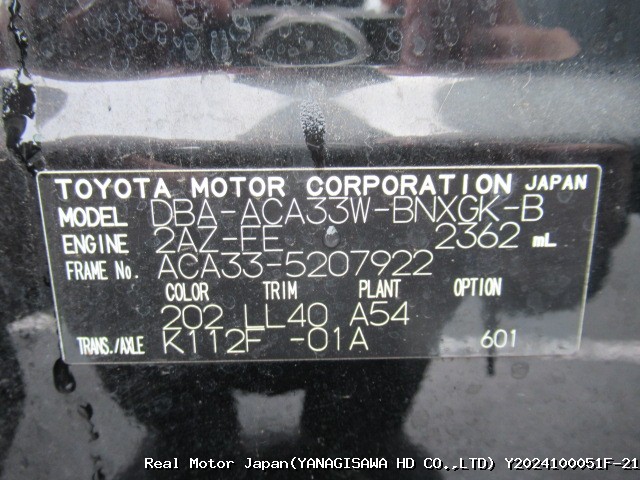 TOYOTA MOTOR CORPORATION JAPAN
MODEL DBA-ACA33W-BNXGK-B
ENGINE 2AZ-FE 2362 mL
FRAME No. ACA33-5207922
COLOR TRIM PLANT OPTION
202 LL40 A54
TRANS./AXLE K112F -01A 601
Real Motor Japan(YANAGISAWA HD CO.,LTD) Y2024100051F-21